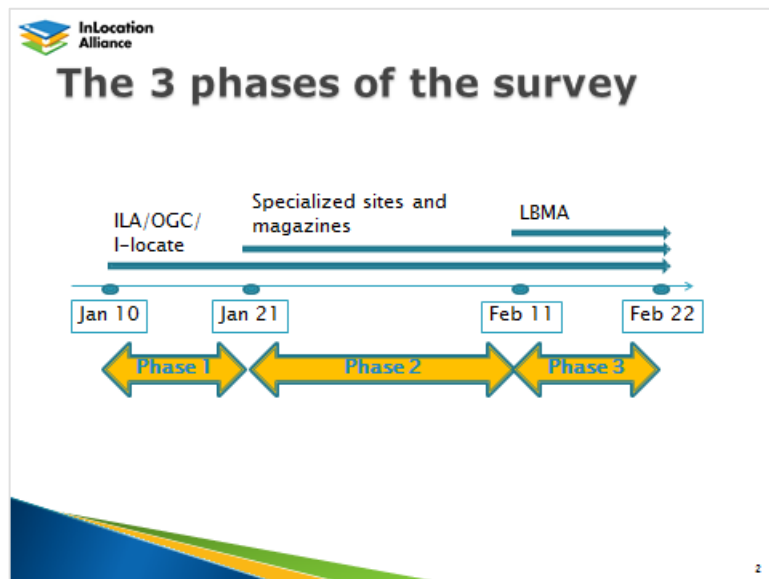 InLocation
Alliance
The 3 phases of the survey
ILA/OGC/
I-locate
Specialized sites and
magazines
LBMA
Jan 10
Jan 21
Feb 11
Feb 22
Phase 1
Phase 2
Phase 3
2